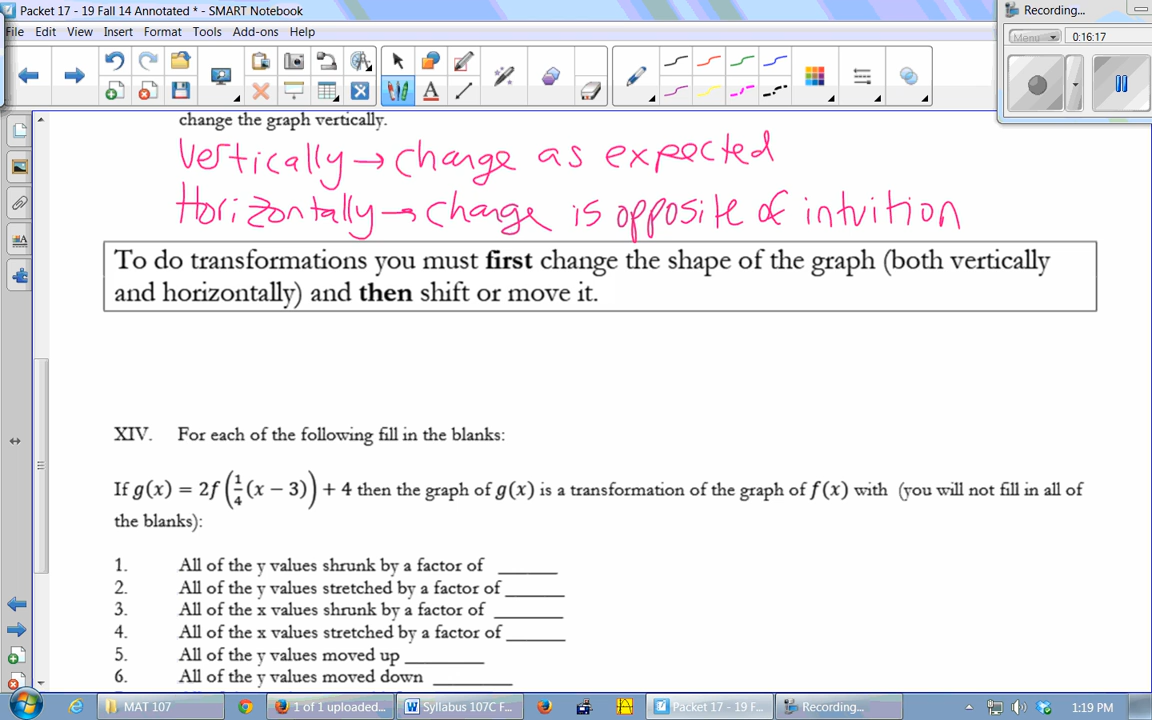 Packet 17 - 19 Fall 14 Annotated * - SMART Notebook
Recording...
File Edit View Insert Format Tools Add-ons Help
Menu
0:16:17
change the graph vertically.
Vertically → change as expected
Horizontally → change is opposite of intuition
To do transformations you must first change the shape of the graph (both vertically
and horizontally) and then shift or move it.
XIV. For each of the following fill in the blanks:
If g(x) = 2f(1/4(x − 3)) + 4 then the graph of g(x) is a transformation of the graph of f(x) with (you will not fill in all of
the blanks):
1. All of the y values shrunk by a factor of ______
2. All of the y values stretched by a factor of ______
3. All of the x values shrunk by a factor of ______
4. All of the x values stretched by a factor of ______
5. All of the y values moved up ________
6. All of the y values moved down ________
MAT 107
1 of 1 uploaded...
Syllabus 107C F...
Packet 17 - 19 F...
Recording...
1:19 PM